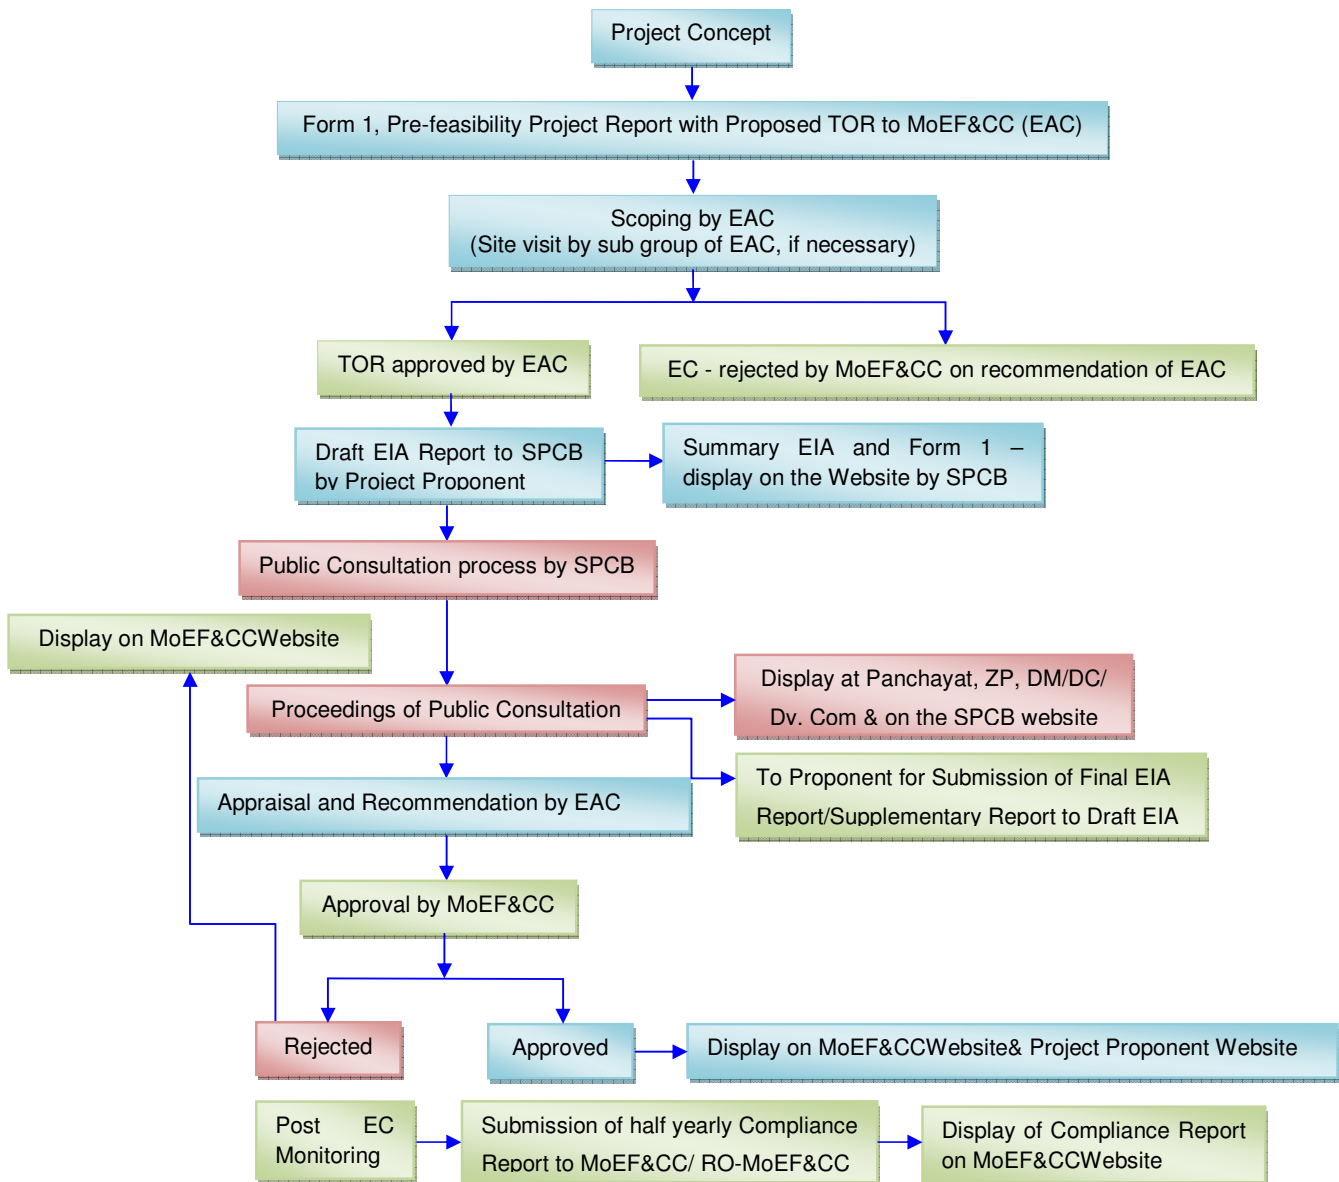 Project Concept
Form 1, Pre-feasibility Project Report with Proposed TOR to MoEF&CC (EAC)
Scoping by EAC
(Site visit by sub group of EAC, if necessary)
TOR approved by EAC
EC - rejected by MoEF&CC on recommendation of EAC
Draft EIA Report to SPCB
by Project Proponent
Summary EIA and Form 1 –
display on the Website by SPCB
Public Consultation process by SPCB
Display on MoEF&CCWebsite
Proceedings of Public Consultation
Display at Panchayat, ZP, DM/DC/
Dy. Com & on the SPCB website
To Proponent for Submission of Final EIA
Report/Supplementary Report to Draft EIA
Appraisal and Recommendation by EAC
Approval by MoEF&CC
Rejected
Approved
Display on MoEF&CCWebsite& Project Proponent Website
Post EC
Monitoring
Submission of half yearly Compliance
Report to MoEF&CC/ RO-MoEF&CC
Display of Compliance Report
on MoEF&CCWebsite